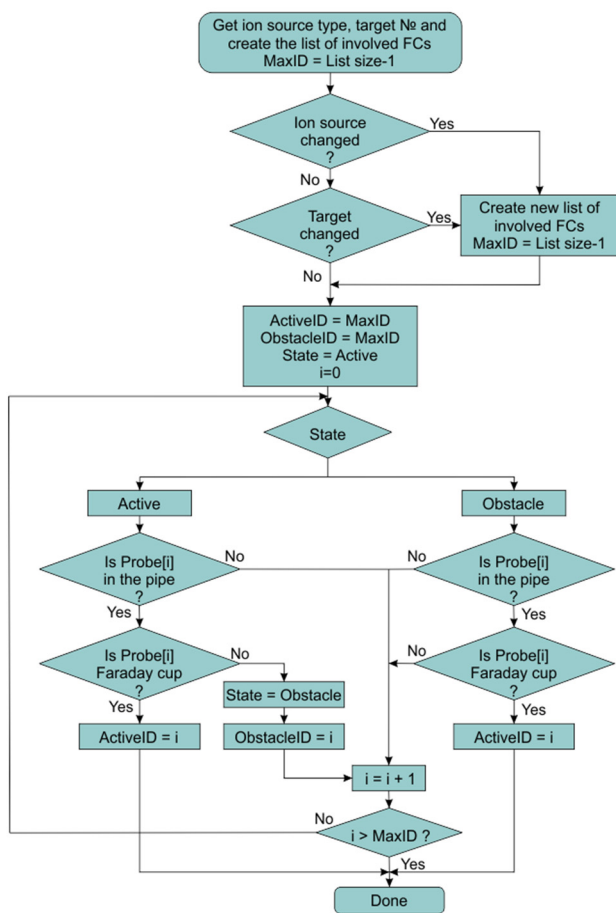 Get ion source type, target № and
create the list of involved FCs
MaxID = List size-1
Ion source
changed
?
Yes
No
Target
changed
?
Yes
No
Create new list of
involved FCs
MaxID = List size-1
ActiveID = MaxID
ObstacleID = MaxID
State = Active
i=0
State
Active
Obstacle
Is Probe[i]
in the pipe
?
No
Yes
No
Is Probe[i]
in the pipe
?
Yes
Is Probe[i]
Faraday cup
?
No
Yes
State = Obstacle
ObstacleID = i
ActiveID = i
No
Is Probe[i]
Faraday cup
?
Yes
ActiveID = i
i = i + 1
No
i > MaxID ?
Yes
Done